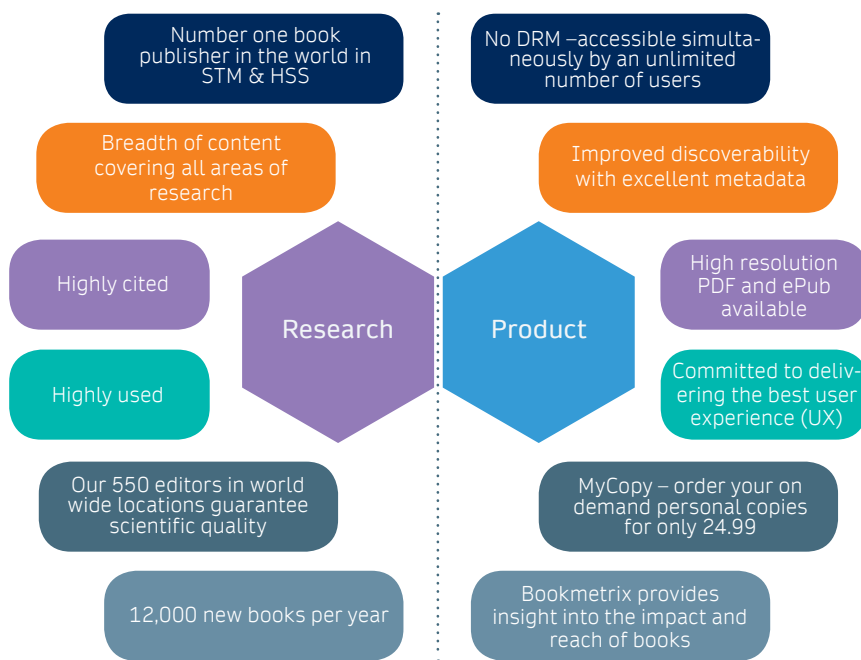 Number one book
publisher in the world in
STM & HSS
Breadth of content
covering all areas of
research
Highly cited
Research
Highly used
Our 550 editors in world
wide locations guarantee
scientific quality
12,000 new books per year
No DRM –accessible simulta-
neously by an unlimited
number of users
Improved discoverability
with excellent metadata
High resolution
PDF and ePub
available
Product
Committed to deliv-
ering the best user
experience (UX)
MyCopy – order your on
demand personal copies
for only 24.99
Bookmetrix provides
insight into the impact and
reach of books